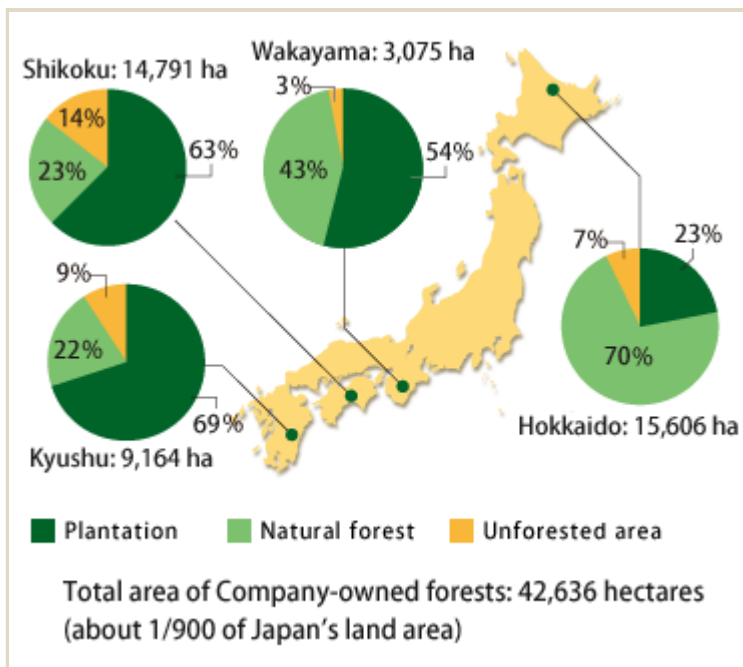 Shikoku: 14,791 ha
14%
23%
63%
Wakayama: 3,075 ha
3%
43%
54%
7%
23%
70%
Hokkaido: 15,606 ha
9%
22%
69%
Kyushu: 9,164 ha
Plantation
Natural forest
Unforested area
Total area of Company-owned forests: 42,636 hectares
(about 1/900 of Japan's land area)